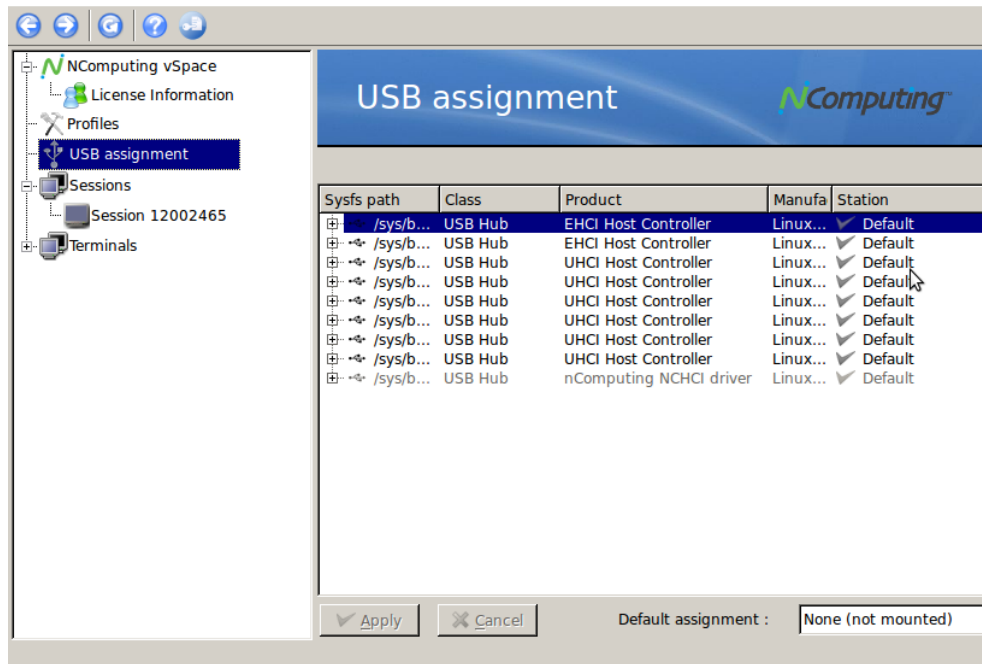 NComputing vSpace
License Information
Profiles
USB assignment
Sessions
Session 12002465
Terminals
USB assignment NComputing™
Sysfs path Class Product Manufa Station
/sys/b... USB Hub EHCI Host Controller Linux... Default
/sys/b... USB Hub EHCI Host Controller Linux... Default
/sys/b... USB Hub UHCI Host Controller Linux... Default
/sys/b... USB Hub UHCI Host Controller Linux... Default
/sys/b... USB Hub UHCI Host Controller Linux... Default
/sys/b... USB Hub UHCI Host Controller Linux... Default
/sys/b... USB Hub UHCI Host Controller Linux... Default
/sys/b... USB Hub UHCI Host Controller Linux... Default
/sys/b... USB Hub nComputing NCHCI driver Linux... Default
Apply Cancel Default assignment : None (not mounted)